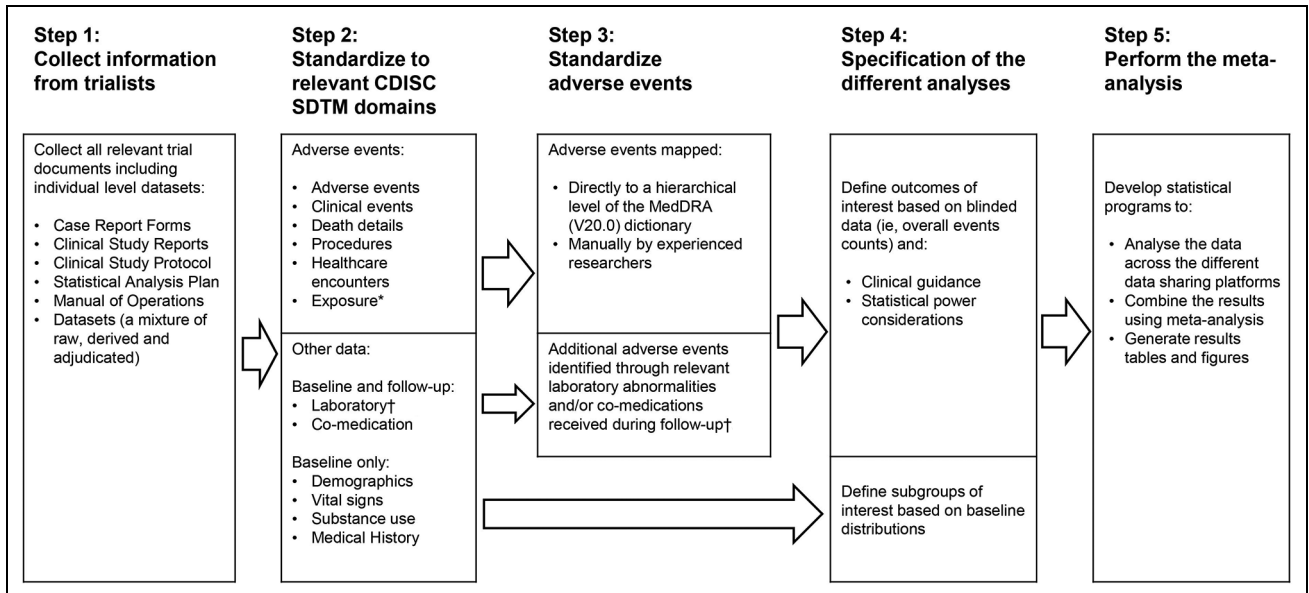 Step 1:
Collect information
from trialists
Step 2:
Standardize to
relevant CDISC
SDTM domains
Step 3:
Standardize
adverse events
Step 4:
Specification of the
different analyses
Step 5:
Perform the meta-
analysis
Collect all relevant trial
documents including
individual level datasets:
• Case Report Forms
• Clinical Study Reports
• Clinical Study Protocol
• Statistical Analysis Plan
• Manual of Operations
• Datasets (a mixture of
raw, derived and
adjudicated)
Adverse events:
• Adverse events
• Clinical events
• Death details
• Procedures
• Healthcare
encounters
• Exposure*
Other data:
Baseline and follow-up:
• Laboratory†
• Co-medication
Baseline only:
• Demographics
• Vital signs
• Substance use
• Medical History
Adverse events mapped:
• Directly to a hierarchical
level of the MedDRA
(V20.0) dictionary
• Manually by experienced
researchers
Additional adverse events
identified through relevant
laboratory abnormalities
and/or co-medications
received during follow-up†
Define outcomes of
interest based on blinded
data (ie, overall events
counts) and:
• Clinical guidance
• Statistical power
considerations
Define subgroups of
interest based on baseline
distributions
Develop statistical
programs to:
• Analyse the data
across the different
data sharing platforms
• Combine the results
using meta-analysis
• Generate results
tables and figures